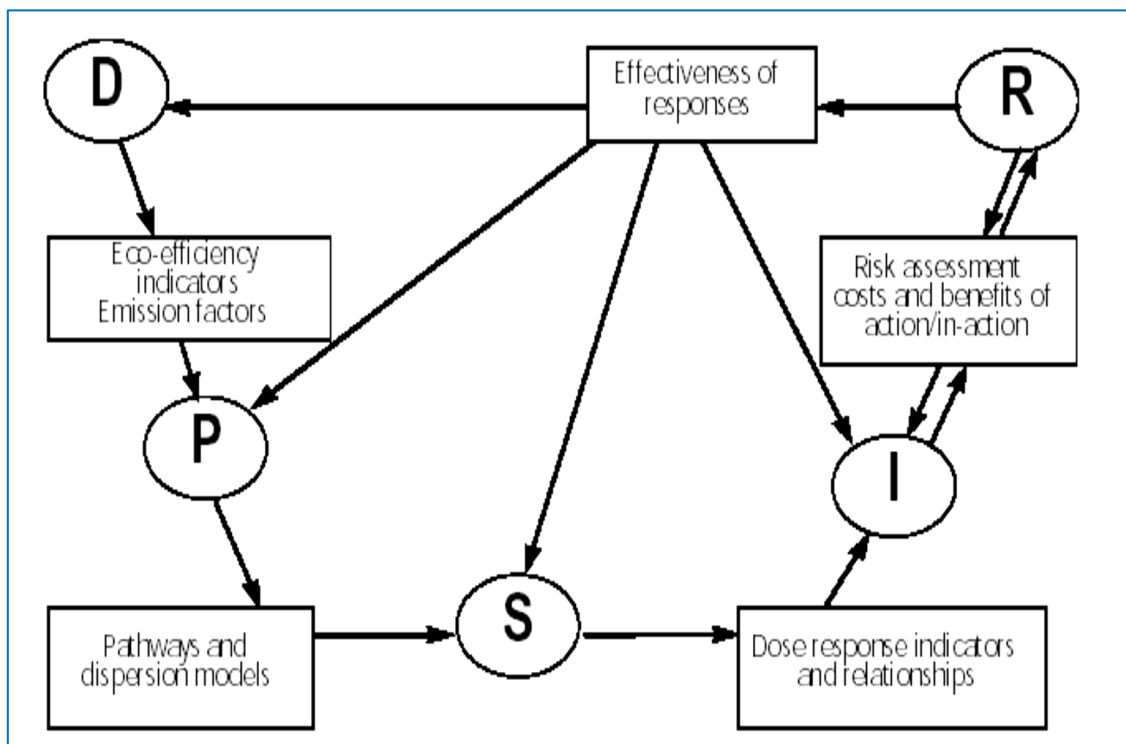 D
Effectiveness of
responses
R
Eco-efficiency
indicators
Emission factors
Risk assessment
costs and benefits of
action/in-action
P
I
S
Pathways and
dispersion models
Dose response indicators
and relationships